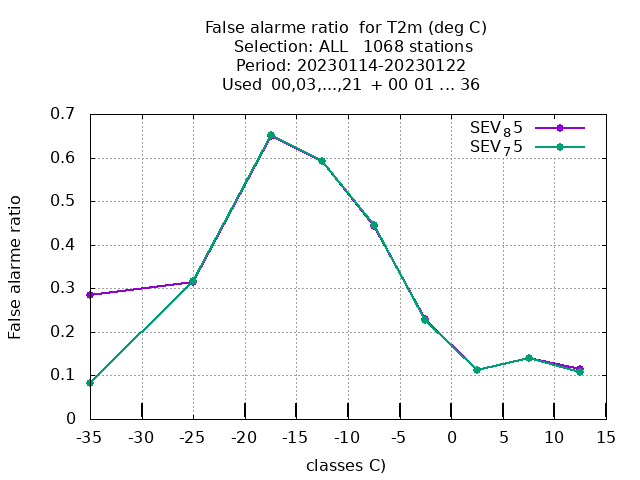 False alarme ratio  for T2m (deg C)
Selection: ALL   1068 stations
Period: 20230114-20230122
Used  00,03,...,21  + 00 01 ... 36
SEV₈5
SEV₇5
False alarme ratio
0.7
0.6
0.5
0.4
0.3
0.2
0.1
0
-35 -30 -25 -20 -15 -10 -5 0 5 10 15
classes C)